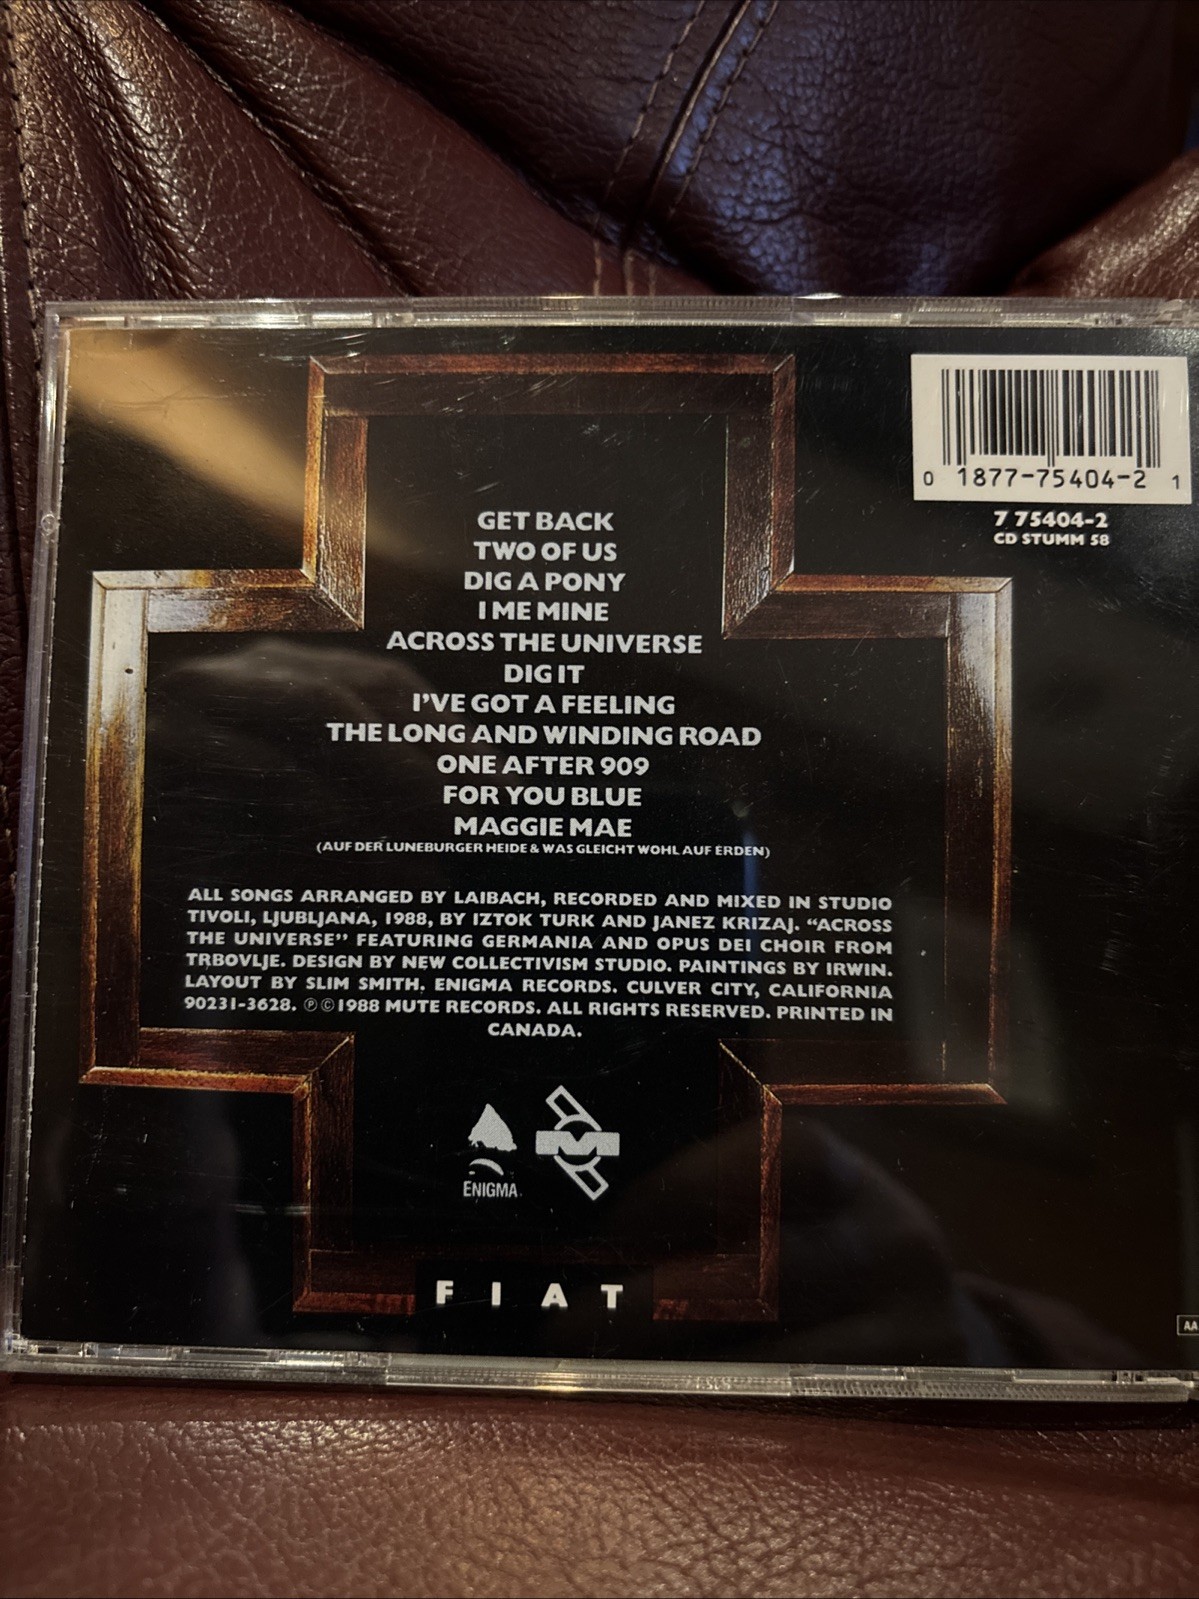 0 1877-75404-2 1
7 75404-2
CD STUMM 58
GET BACK
TWO OF US
DIG A PONY
I ME MINE
ACROSS THE UNIVERSE
DIG IT
I'VE GOT A FEELING
THE LONG AND WINDING ROAD
ONE AFTER 909
FOR YOU BLUE
MAGGIE MAE
(AUF DER LUNEBURGER HEIDE & WAS GLEICHT WOHL AUF ERDEN)
ALL SONGS ARRANGED BY LAIBACH, RECORDED AND MIXED IN STUDIO
TIVOLI, LJUBLJANA, 1988, BY IZTOK TURK AND JANEZ KRIZAJ. "ACROSS
THE UNIVERSE" FEATURING GERMANIA AND OPUS DEI CHOIR FROM
TRBOVLJE. DESIGN BY NEW COLLECTIVISM STUDIO. PAINTINGS BY IRWIN.
LAYOUT BY SLIM SMITH. ENIGMA RECORDS. CULVER CITY, CALIFORNIA
90231-3628. ℗©1988 MUTE RECORDS. ALL RIGHTS RESERVED. PRINTED IN
CANADA.
M
ENIGMA
FIAT
AA